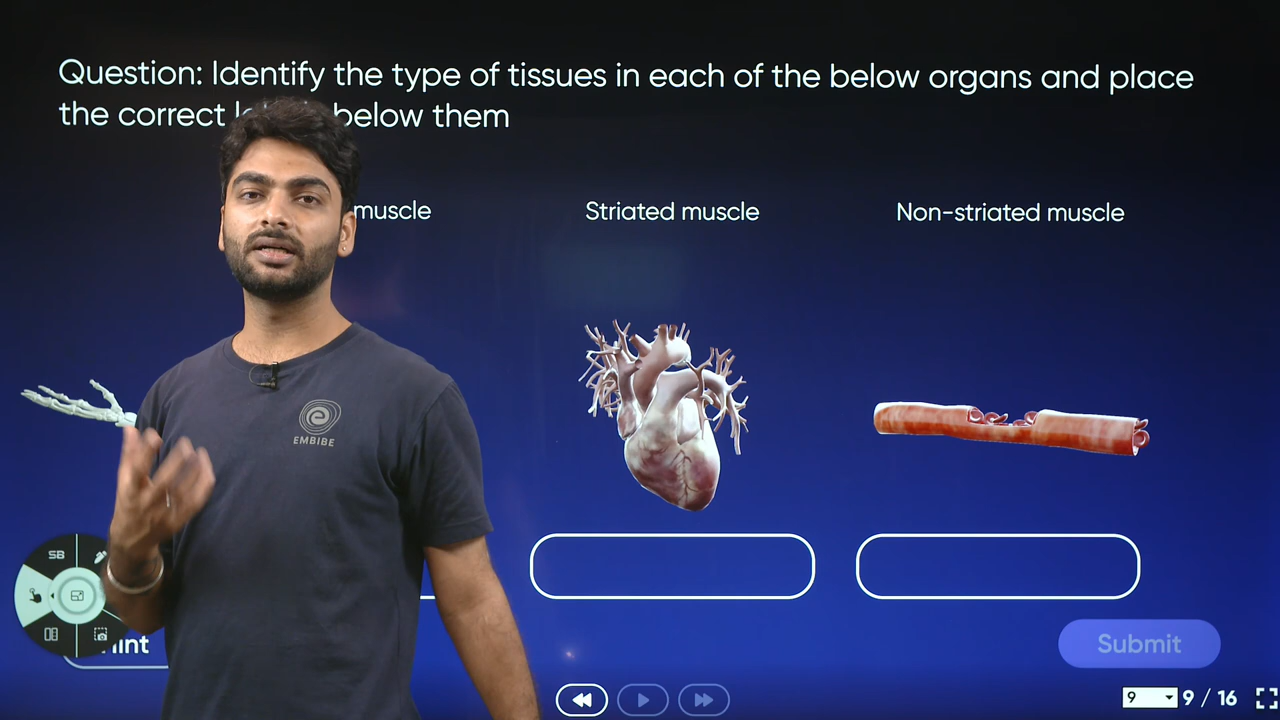 Question: Identify the type of tissues in each of the below organs and place
the correct below them
muscle
Striated muscle
Non-striated muscle
EMBIBE
SB
Submit
9
9 / 16